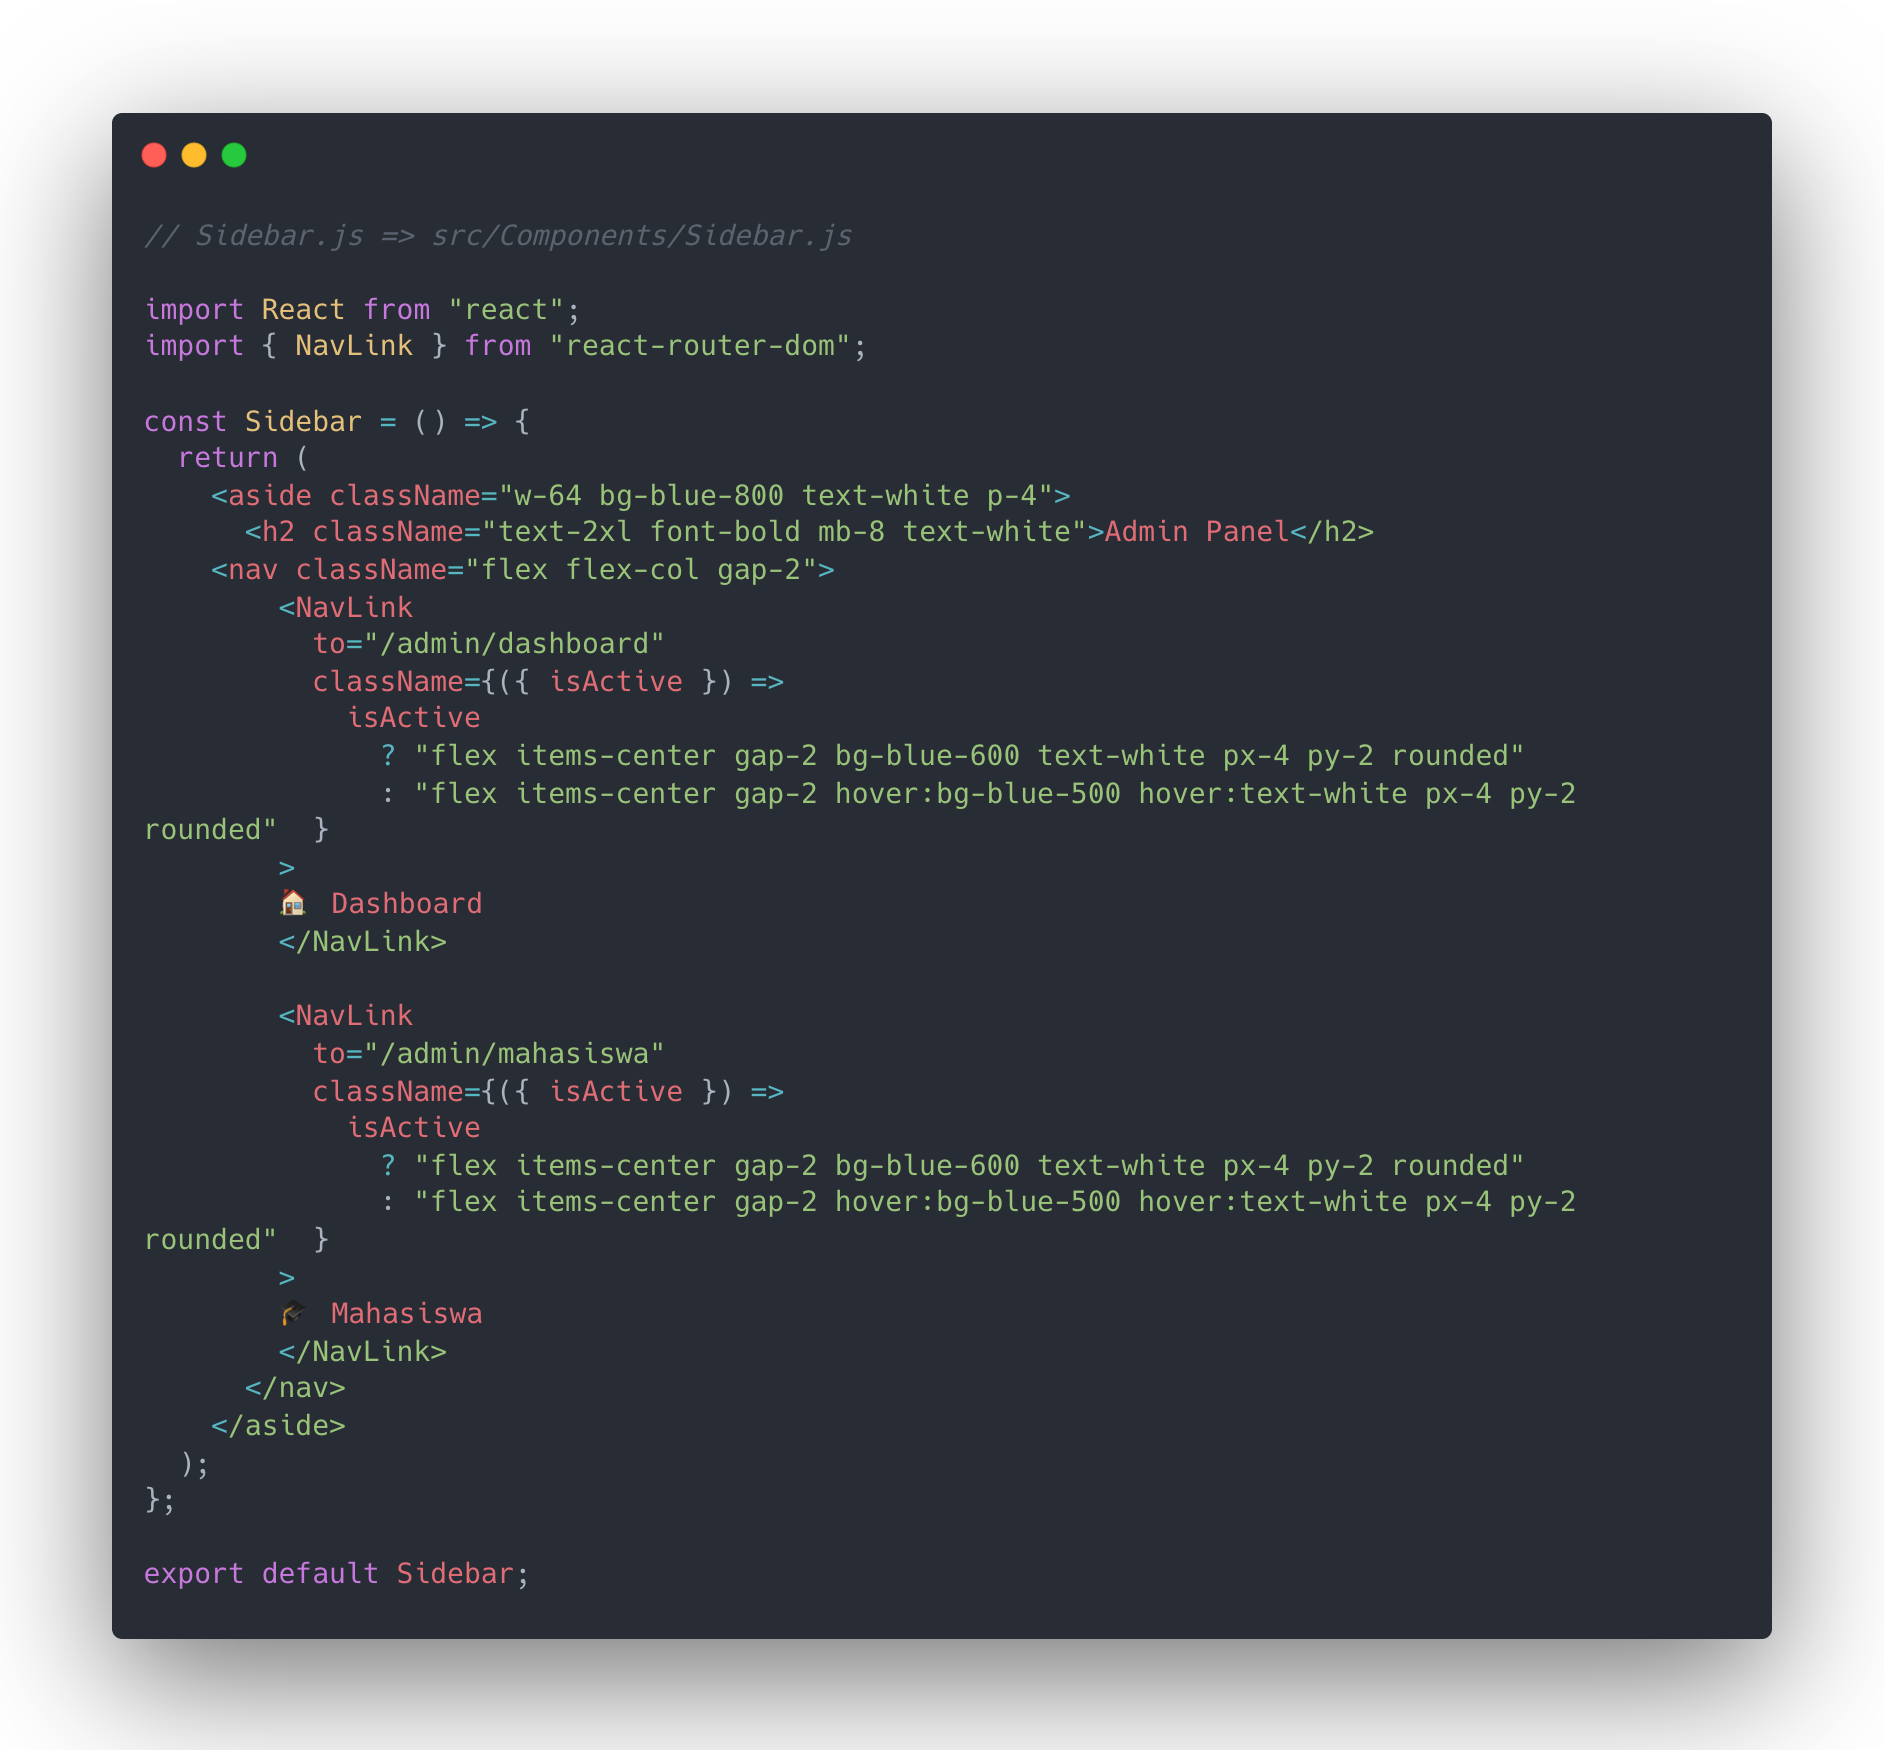 // Sidebar.js => src/Components/Sidebar.js
import React from "react";
import { NavLink } from "react-router-dom";
const Sidebar = () => {
return (
<aside className="w-64 bg-blue-800 text-white p-4">
<h2 className="text-2xl font-bold mb-8 text-white">Admin Panel</h2>
<nav className="flex flex-col gap-2">
<NavLink
to="/admin/dashboard"
className={({ isActive }) =>
isActive
? "flex items-center gap-2 bg-blue-600 text-white px-4 py-2 rounded"
: "flex items-center gap-2 hover:bg-blue-500 hover:text-white px-4 py-2
rounded"  }
>
🏠 Dashboard
</NavLink>
<NavLink
to="/admin/mahasiswa"
className={({ isActive }) =>
isActive
? "flex items-center gap-2 bg-blue-600 text-white px-4 py-2 rounded"
: "flex items-center gap-2 hover:bg-blue-500 hover:text-white px-4 py-2
rounded"  }
>
🎓 Mahasiswa
</NavLink>
</nav>
</aside>
);
};
export default Sidebar;